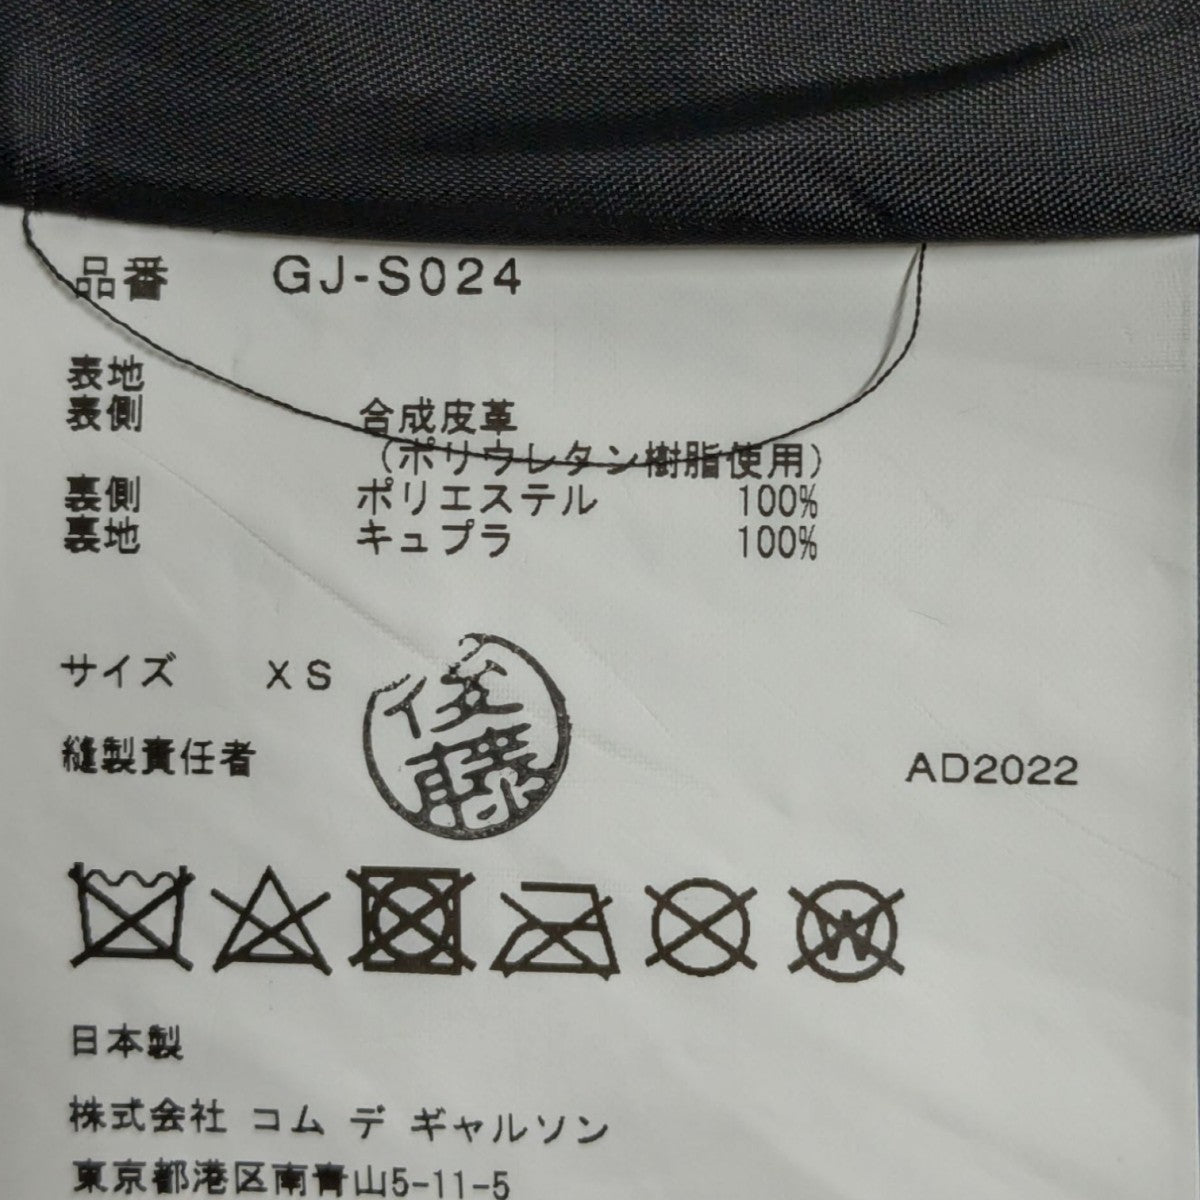 品番 GJ-S024
表地
表側 合成皮革
（ポリウレタン樹脂使用）
裏側 ポリエステル 100%
裏地 キュプラ 100%
サイズ XS
縫製責任者
AD2022
日本製
株式会社 コム デ ギャルソン
東京都港区南青山5-11-5